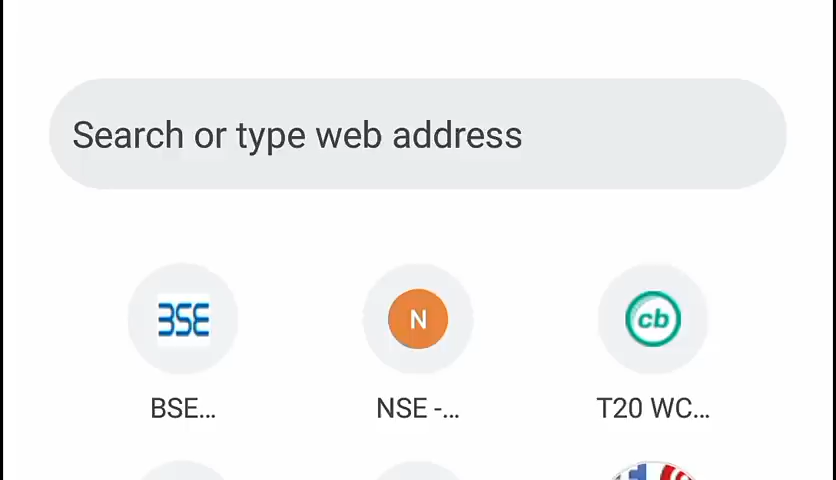 Search or type web address
BSE N cb
BSE... NSE -... T20 WC...